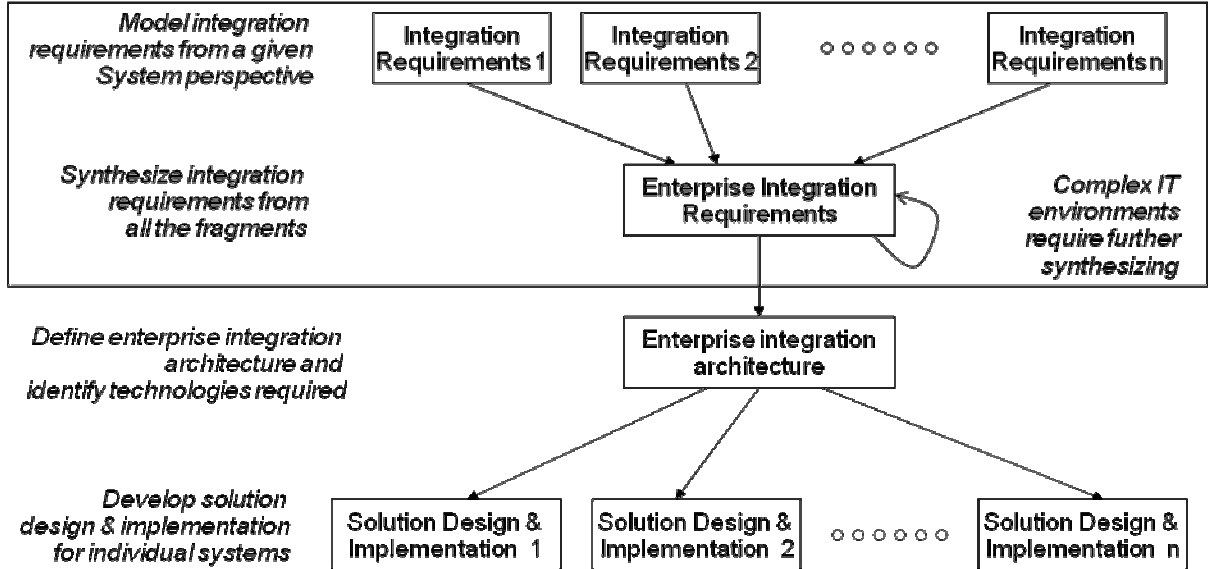 Model integration
requirements from a given
System perspective
Integration
Requirements 1
Integration
Requirements 2
Integration
Requirements n
Synthesize integration
requirements from
all the fragments
Enterprise Integration
Requirements
Complex IT
environments
require further
synthesizing
Define enterprise integration
architecture and
identify technologies required
Enterprise integration
architecture
Develop solution
design & implementation
for individual systems
Solution Design &
Implementation 1
Solution Design &
Implementation 2
Solution Design &
Implementation n